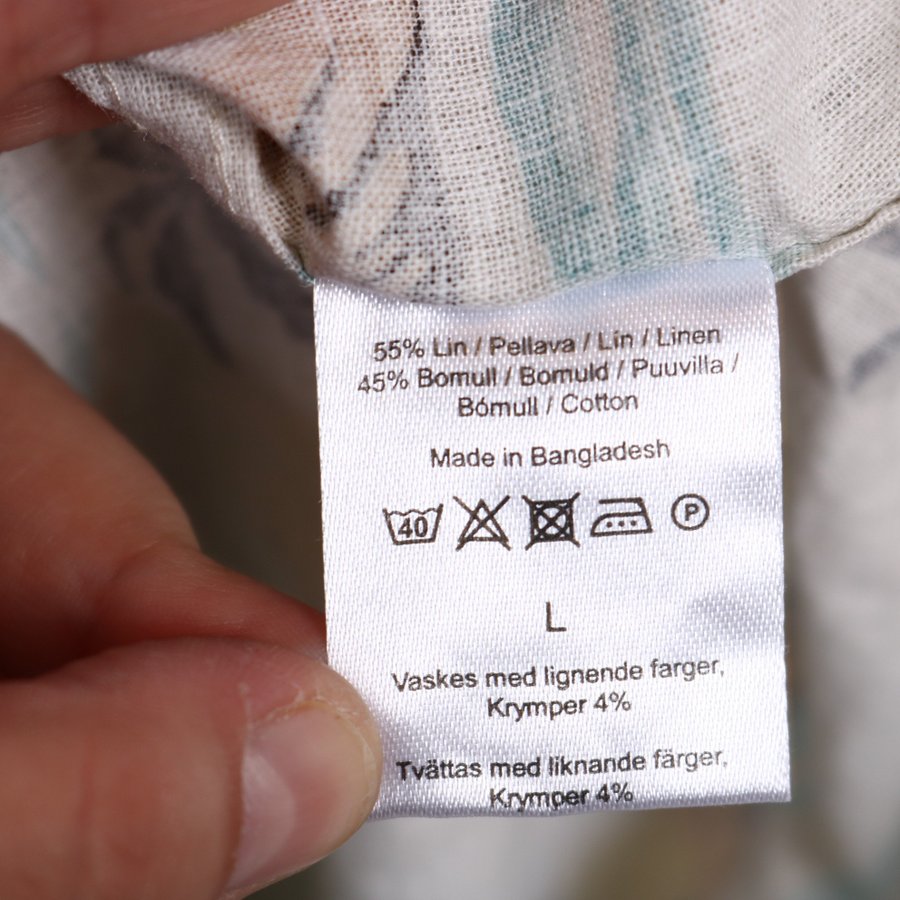 55% Lin / Pellava / Lín / Linen
45% Bomull / Bomuld / Puuvilla /
Bómull / Cotton
Made in Bangladesh
40 P
L
Vaskes med lignende farger,
Krymper 4%
Tvättas med liknande färger,
Krymper 4%